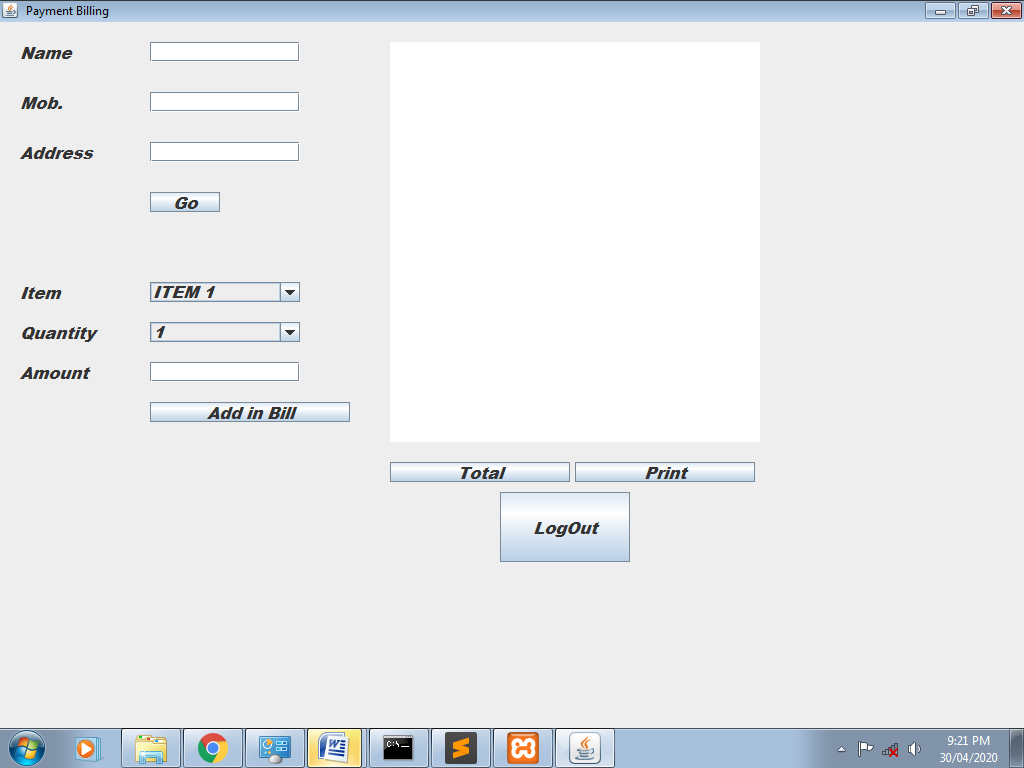 Payment Billing
Name
Mob.
Address
Go
Item
ITEM 1
Quantity
1
Amount
Add in Bill
Total
Print
LogOut
C:\
9:21 PM
30/04/2020